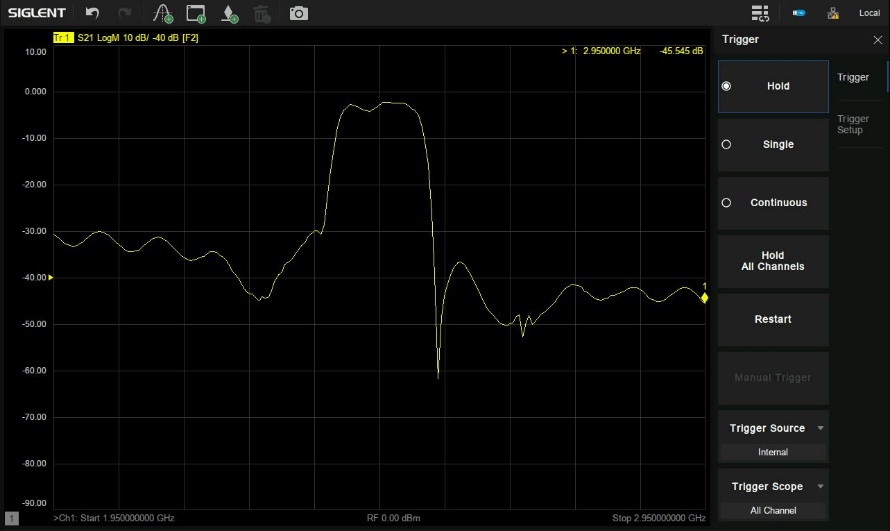 SIGLENT
Local
Tr 1 S21 LogM 10 dB/ -40 dB [F2]
> 1: 2.950000 GHz -45.545 dB
10.00
0.000
-10.00
-20.00
-30.00
-40.00
-50.00
-60.00
-70.00
-80.00
-90.00
1
1
>Ch1: Start 1.950000000 GHz
RF 0.00 dBm
Stop 2.950000000 GHz
Trigger
Hold
Single
Continuous
Hold
All Channels
Restart
Manual Trigger
Trigger Source
Internal
Trigger Scope
All Channel
Trigger
Trigger
Setup